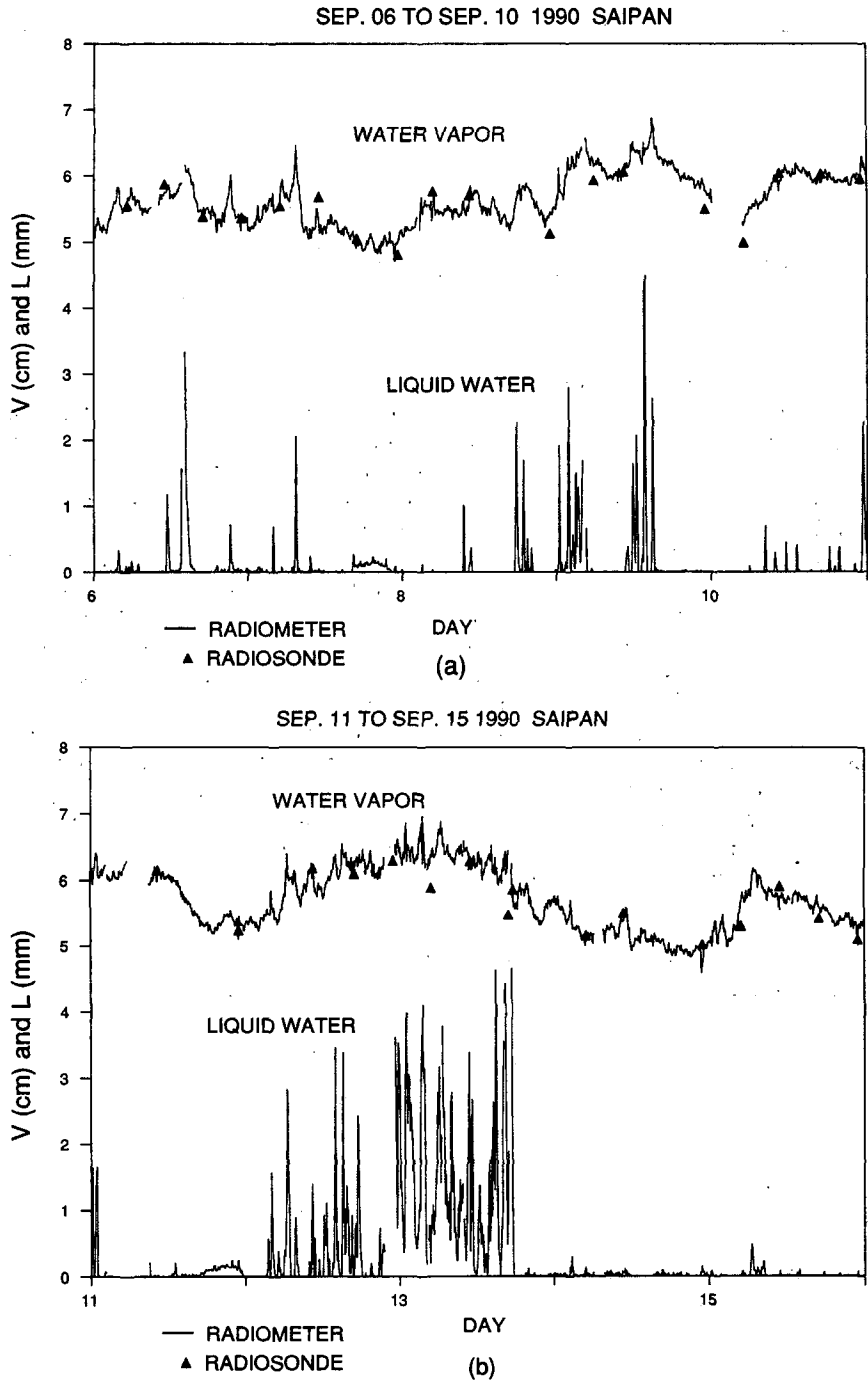 SEP. 06 TO SEP. 10 1990 SAIPAN
8
7
6
5
4
3
2
1
0
V (cm) and L (mm)
WATER VAPOR
LIQUID WATER
6 8 10
— RADIOMETER DAY
▲ RADIOSONDE (a)
SEP. 11 TO SEP. 15 1990 SAIPAN
8
7
6
5
4
3
2
1
0
V (cm) and L (mm)
WATER VAPOR
LIQUID WATER
11 13 15
— RADIOMETER DAY
▲ RADIOSONDE (b)